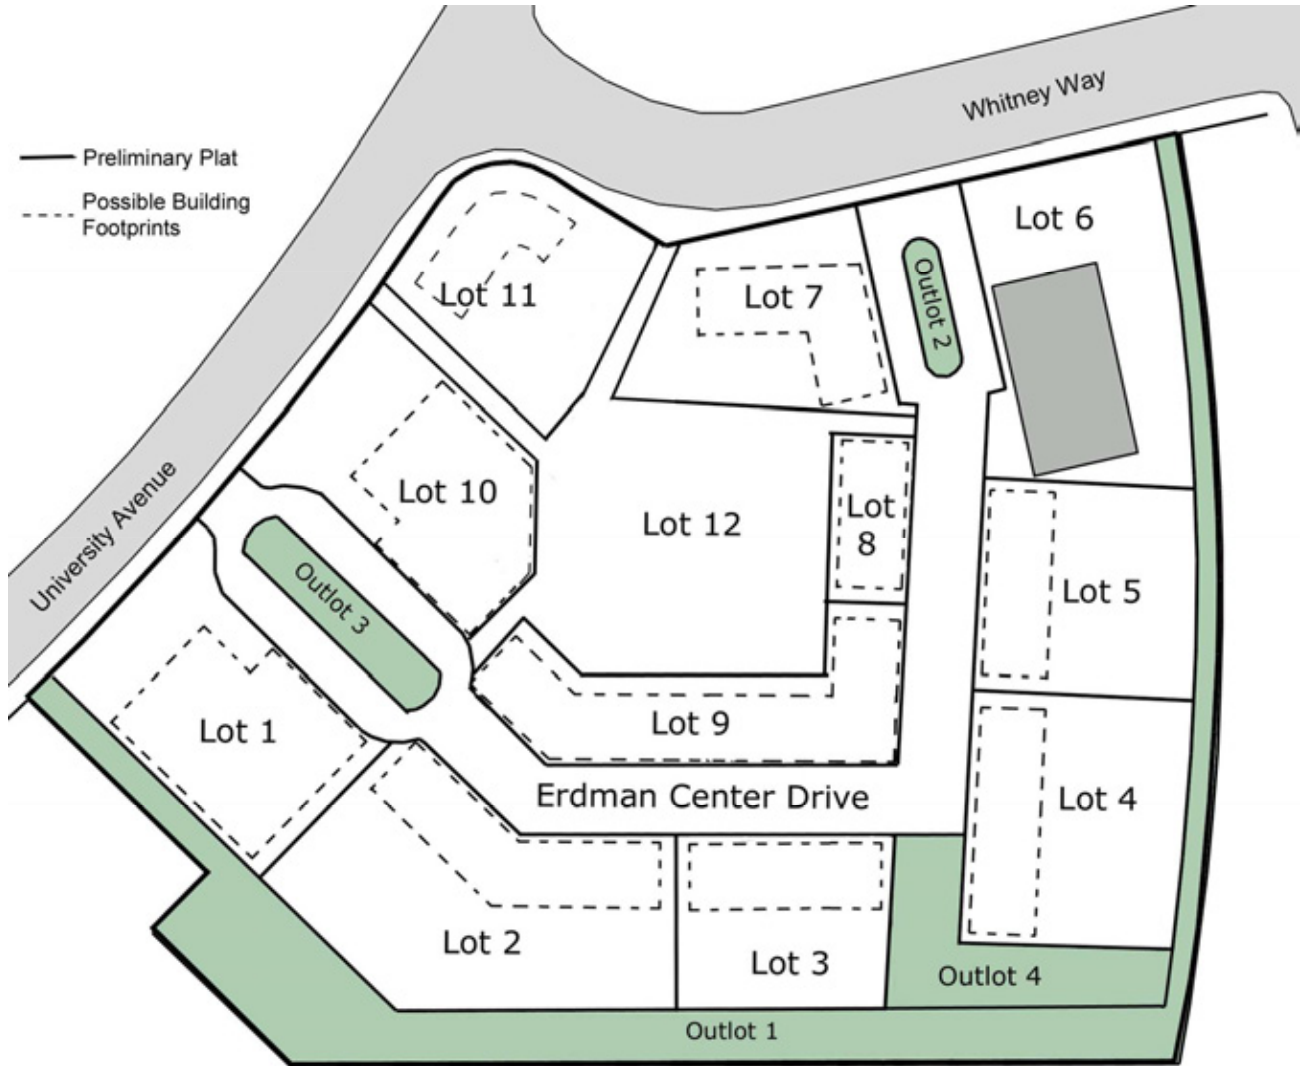 Whitney Way
Preliminary Plat
Possible Building
Footprints
University Avenue
Lot 6
Lot 11
Lot 7
Outlot 2
Lot 10
Lot 12
Lot
8
Lot 5
Outlot 3
Lot 1
Lot 9
Erdman Center Drive
Lot 4
Lot 2
Lot 3
Outlot 4
Outlot 1